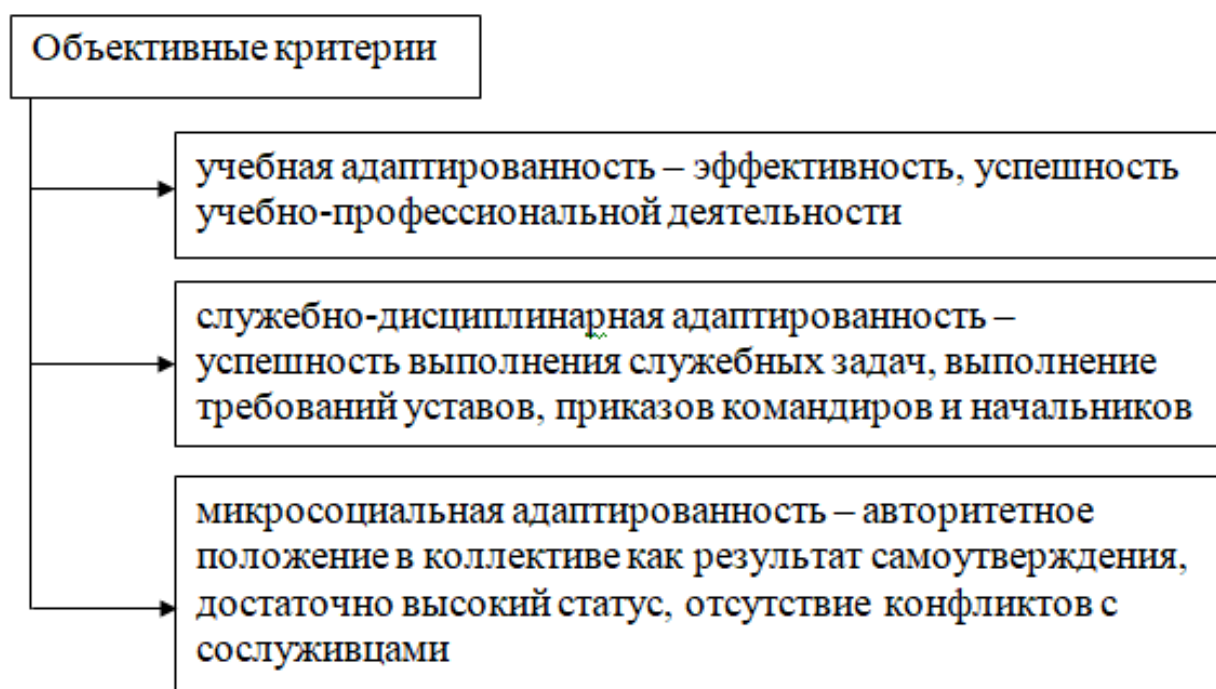 Объективные критерии
учебная адаптированность – эффективность, успешность
учебно-профессиональной деятельности
служебно-дисциплинарная адаптированность –
успешность выполнения служебных задач, выполнение
требований уставов, приказов командиров и начальников
микросоциальная адаптированность – авторитетное
положение в коллективе как результат самоутверждения,
достаточно высокий статус, отсутствие конфликтов с
сослуживцами